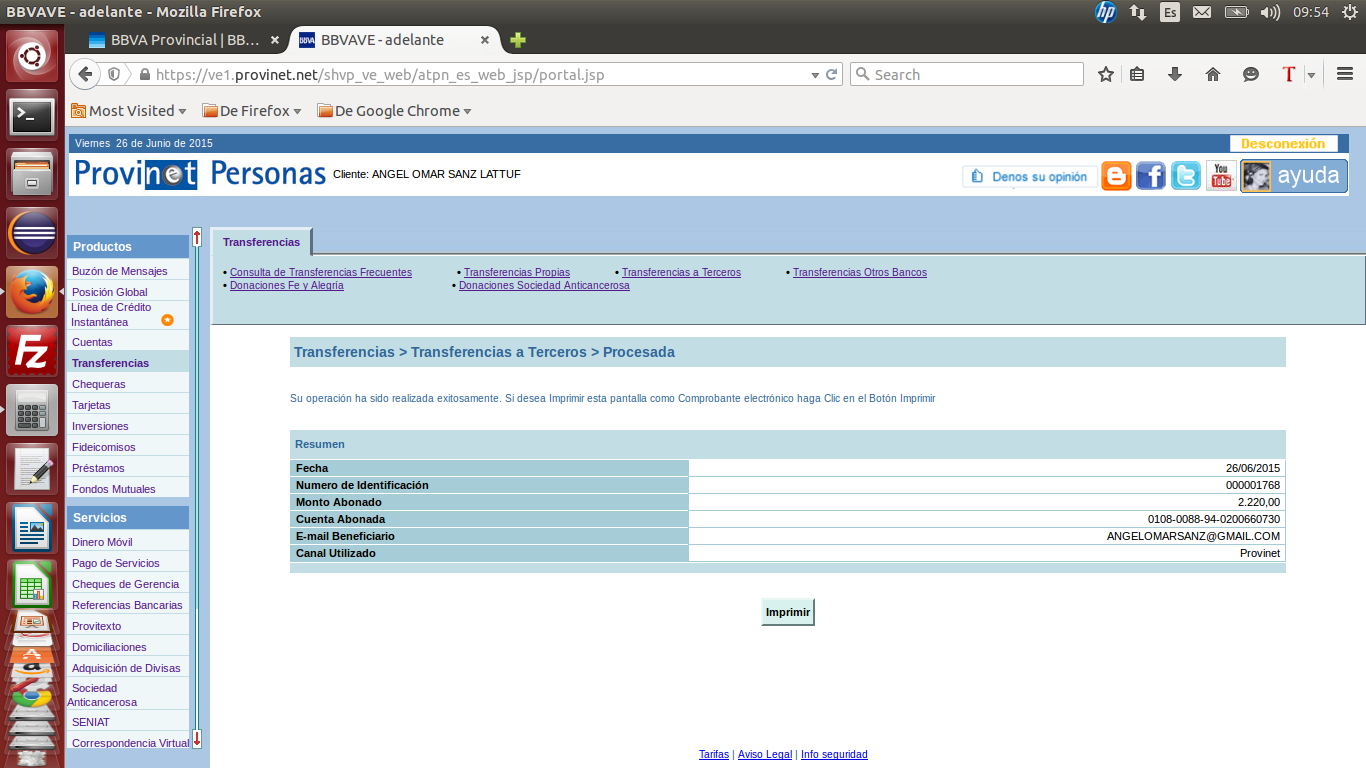 BBVAVE - adelante - Mozilla Firefox
Es
09:54
BBVA Provincial | BB...
BBVAVE - adelante
https://ve1.provinet.net/shvp_ve_web/atpn_es_web_jsp/portal.jsp
Search
Most Visited
De Firefox
De Google Chrome
Viernes 26 de Junio de 2015
Desconexión
Provinet Personas
Cliente: ANGEL OMAR SANZ LATTUF
Denos su opinión
You Tube
ayuda
Productos
Buzón de Mensajes
Posición Global
Línea de Crédito
Instantánea
Cuentas
Transferencias
Chequeras
Tarjetas
Inversiones
Fideicomisos
Préstamos
Fondos Mutuales
Servicios
Dinero Móvil
Pago de Servicios
Cheques de Gerencia
Referencias Bancarias
Provitexto
Domiciliaciones
Adquisición de Divisas
Sociedad
Anticancerosa
SENIAT
Correspondencia Virtual
Transferencias
• Consulta de Transferencias Frecuentes • Transferencias Propias • Transferencias a Terceros • Transferencias Otros Bancos
• Donaciones Fe y Alegría • Donaciones Sociedad Anticancerosa
Transferencias > Transferencias a Terceros > Procesada
Su operación ha sido realizada exitosamente. Si desea Imprimir esta pantalla como Comprobante electrónico haga Clic en el Botón Imprimir
Resumen
Fecha 26/06/2015
Numero de Identificación 000001768
Monto Abonado 2.220,00
Cuenta Abonada 0108-0088-94-0200660730
E-mail Beneficiario ANGELOMARSANZ@GMAIL.COM
Canal Utilizado Provinet
Imprimir
Tarifas | Aviso Legal | Info seguridad